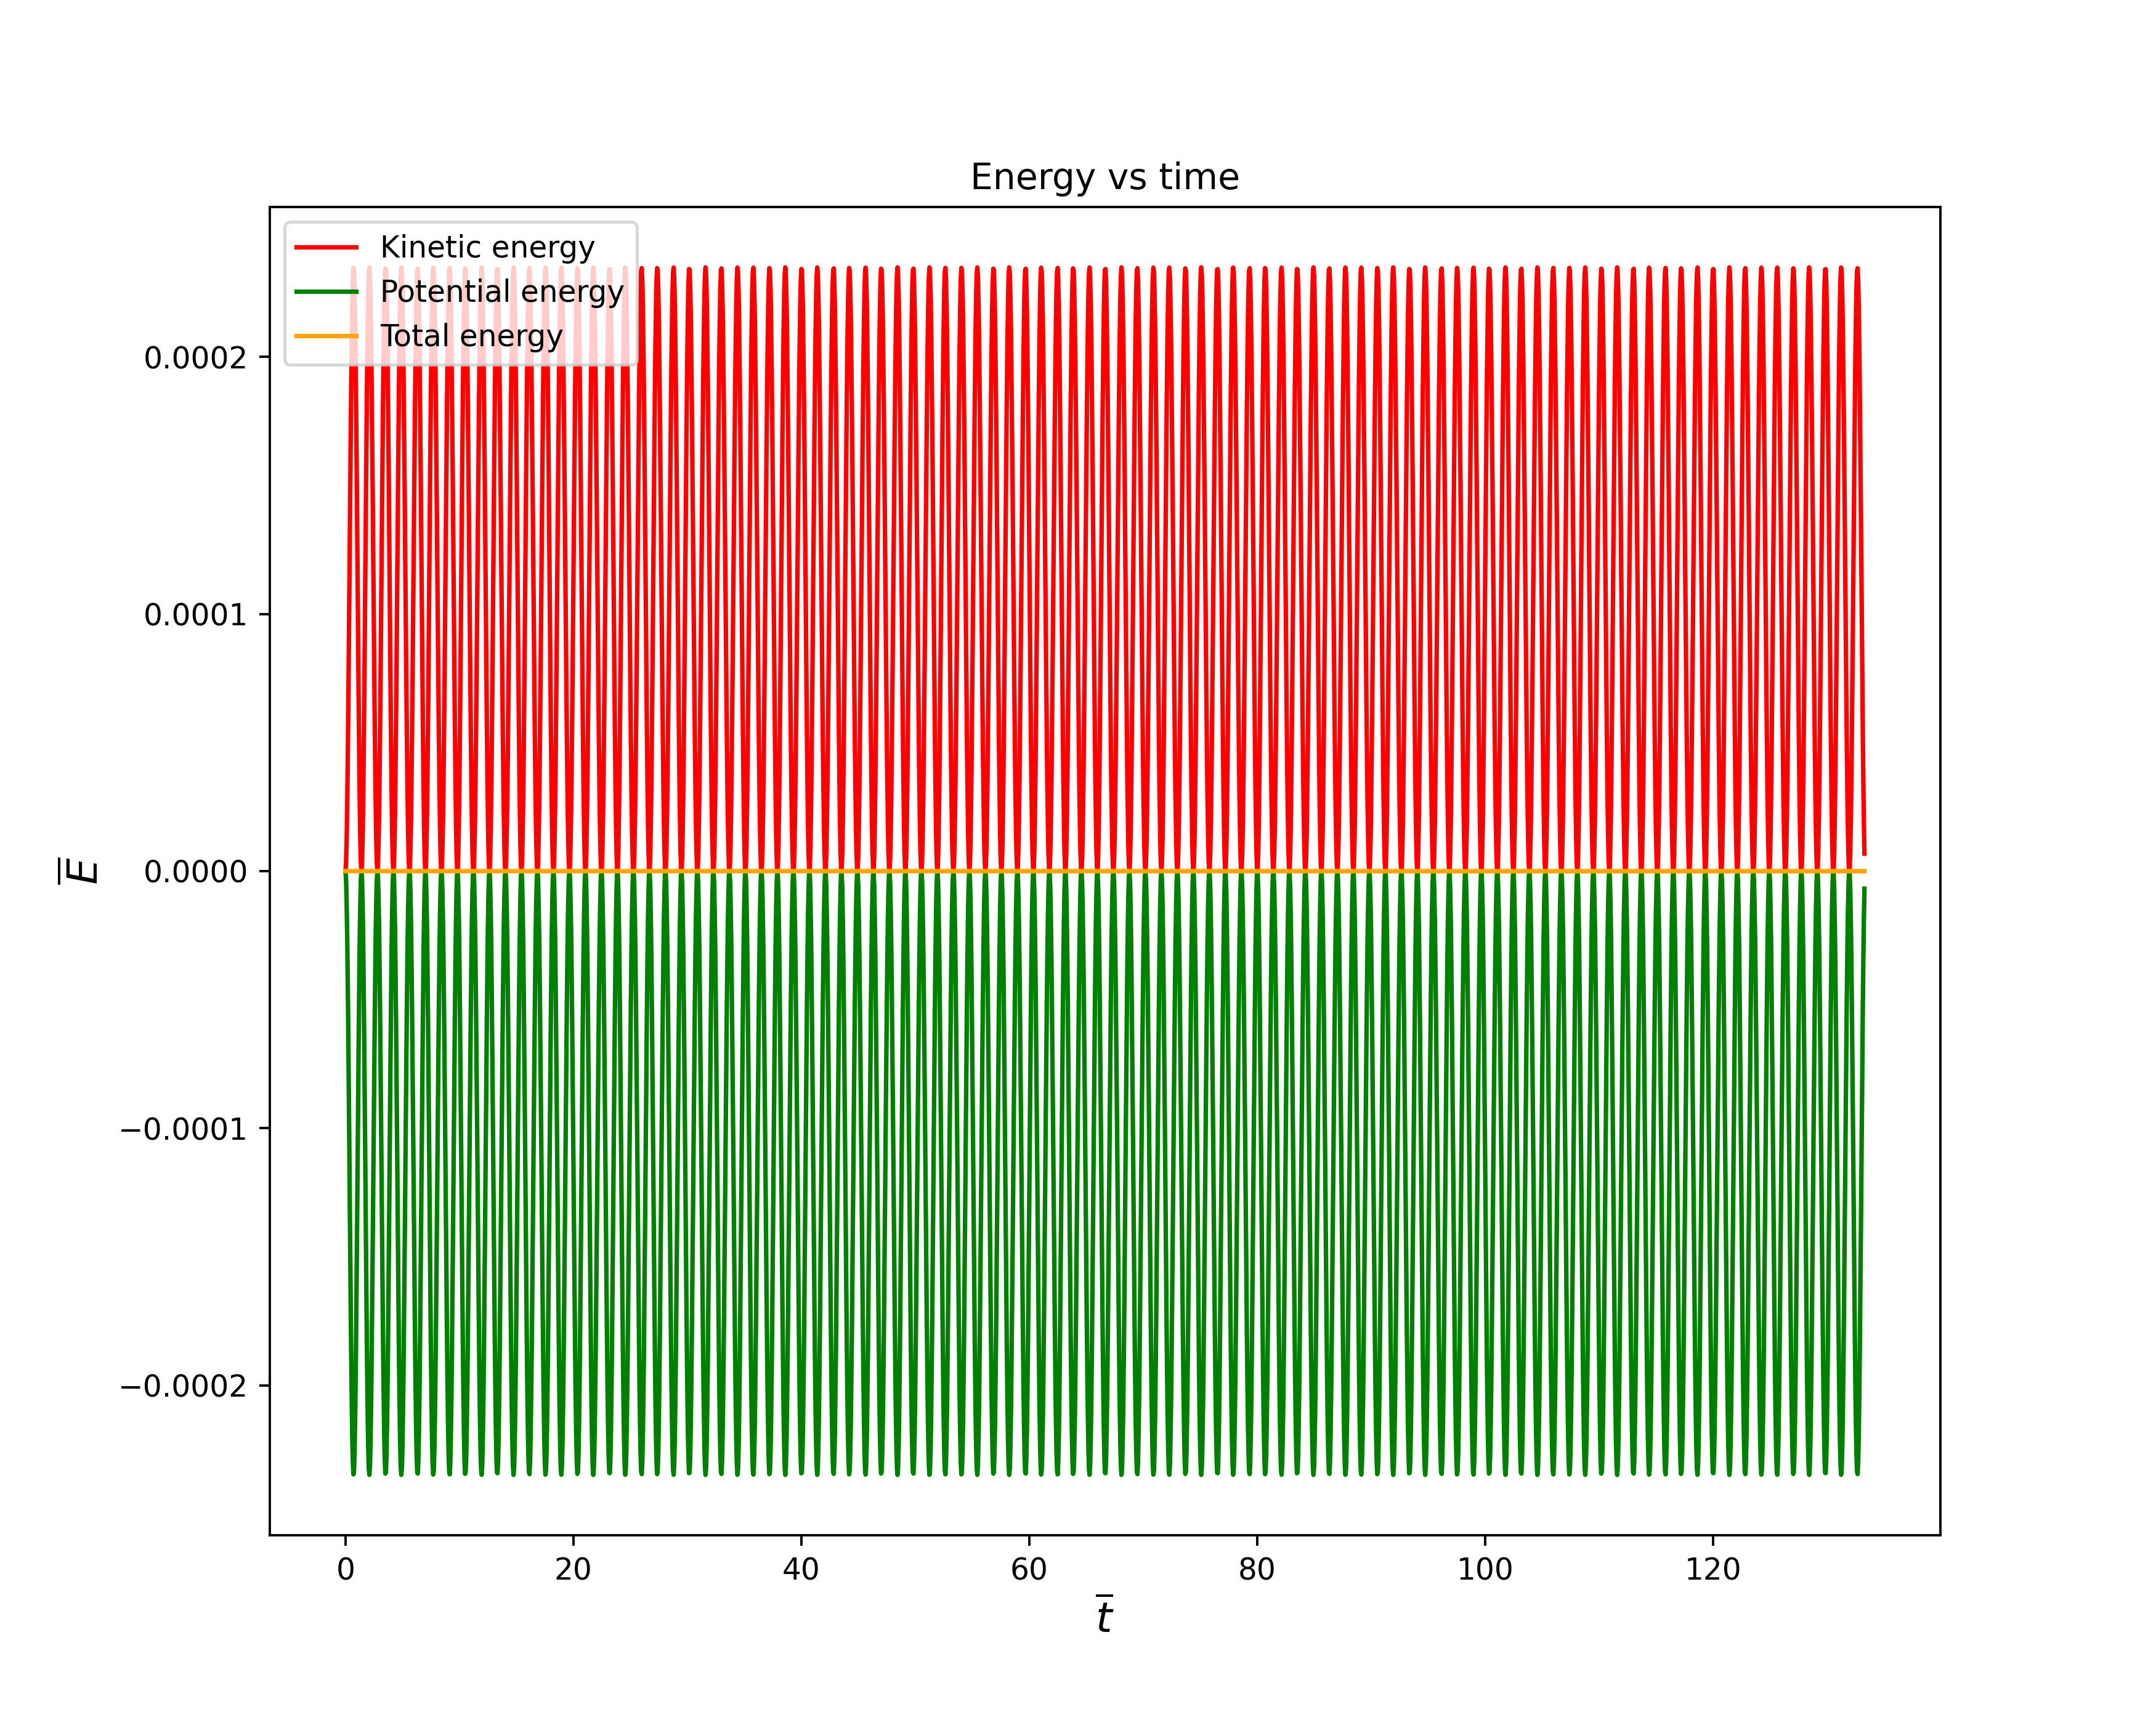 Energy vs time
Kinetic energy
Potential energy
Total energy
0.0002
0.0001
0.0000
−0.0001
−0.0002
E̅
0 20 40 60 80 100 120
t̅